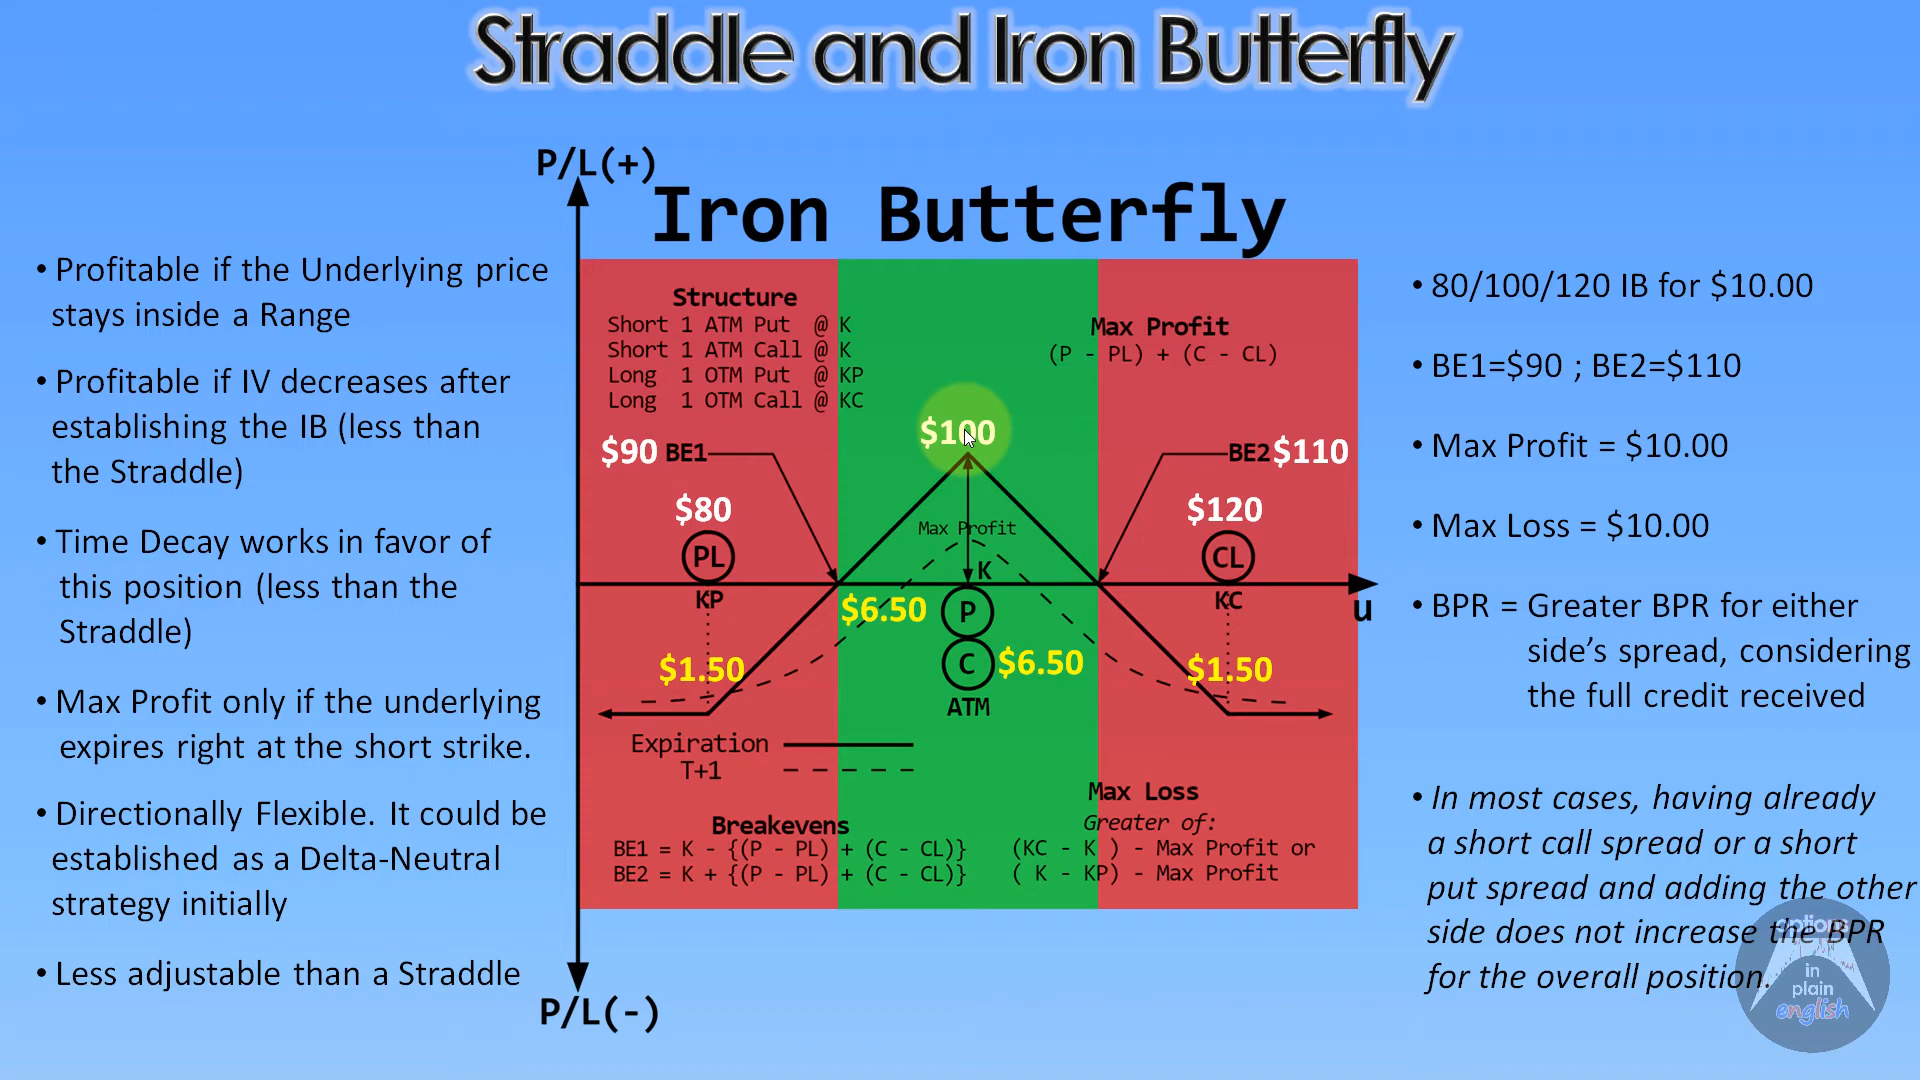 Straddle and Iron Butterfly
• Profitable if the Underlying price
stays inside a Range
• Profitable if IV decreases after
establishing the IB (less than
the Straddle)
• Time Decay works in favor of
this position (less than the
Straddle)
• Max Profit only if the underlying
expires right at the short strike.
• Directionally Flexible. It could be
established as a Delta-Neutral
strategy initially
• Less adjustable than a Straddle
P/L(+)
Iron Butterfly
Structure
Short 1 ATM Put @ K
Short 1 ATM Call @ K
Long 1 OTM Put @ KP
Long 1 OTM Call @ KC
Max Profit
(P - PL) + (C - CL)
$100
$90 BE1
BE2 $110
$80
$120
Max Profit
PL
CL
K
KP
KC
u
$6.50
P
C
$6.50
$1.50
$1.50
ATM
Expiration
T+1
Breakevens
BE1 = K - {(P - PL) + (C - CL)}
BE2 = K + {(P - PL) + (C - CL)}
Max Loss
Greater of:
(KC - K ) - Max Profit or
( K - KP) - Max Profit
P/L(-)
• 80/100/120 IB for $10.00
• BE1=$90 ; BE2=$110
• Max Profit = $10.00
• Max Loss = $10.00
• BPR = Greater BPR for either
side’s spread, considering
the full credit received
• In most cases, having already
a short call spread or a short
put spread and adding the other
side does not increase the BPR
for the overall position.
options
in
plain
english